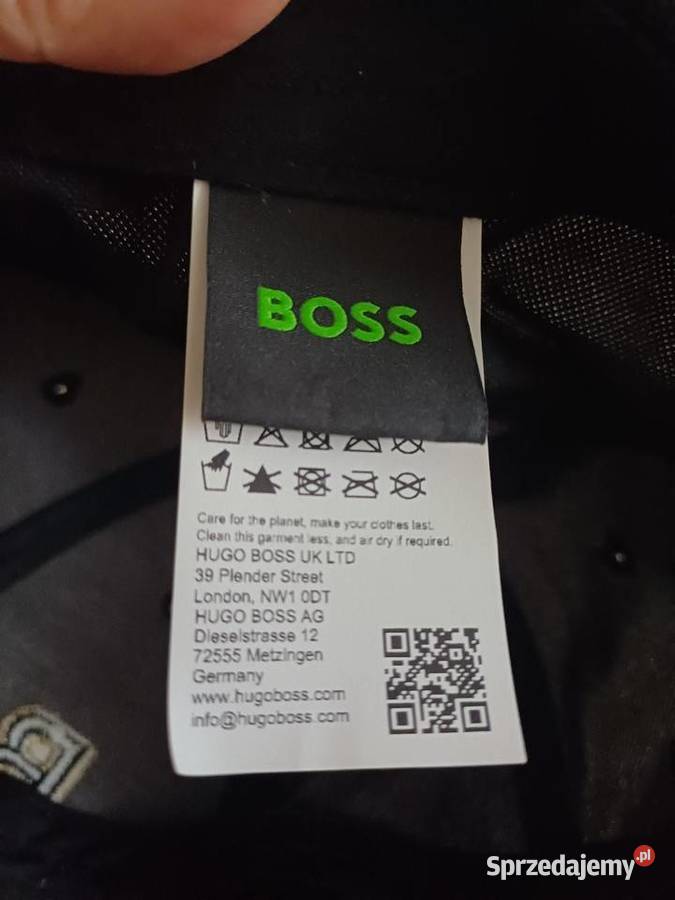 BOSS
Care for the planet, make your clothes last.
Clean this garment less, and air dry if required.
HUGO BOSS UK LTD
39 Plender Street
London, NW1 0DT
HUGO BOSS AG
Dieselstrasse 12
72555 Metzingen
Germany
www.hugoboss.com
info@hugoboss.com
Sprzedajemy.pl